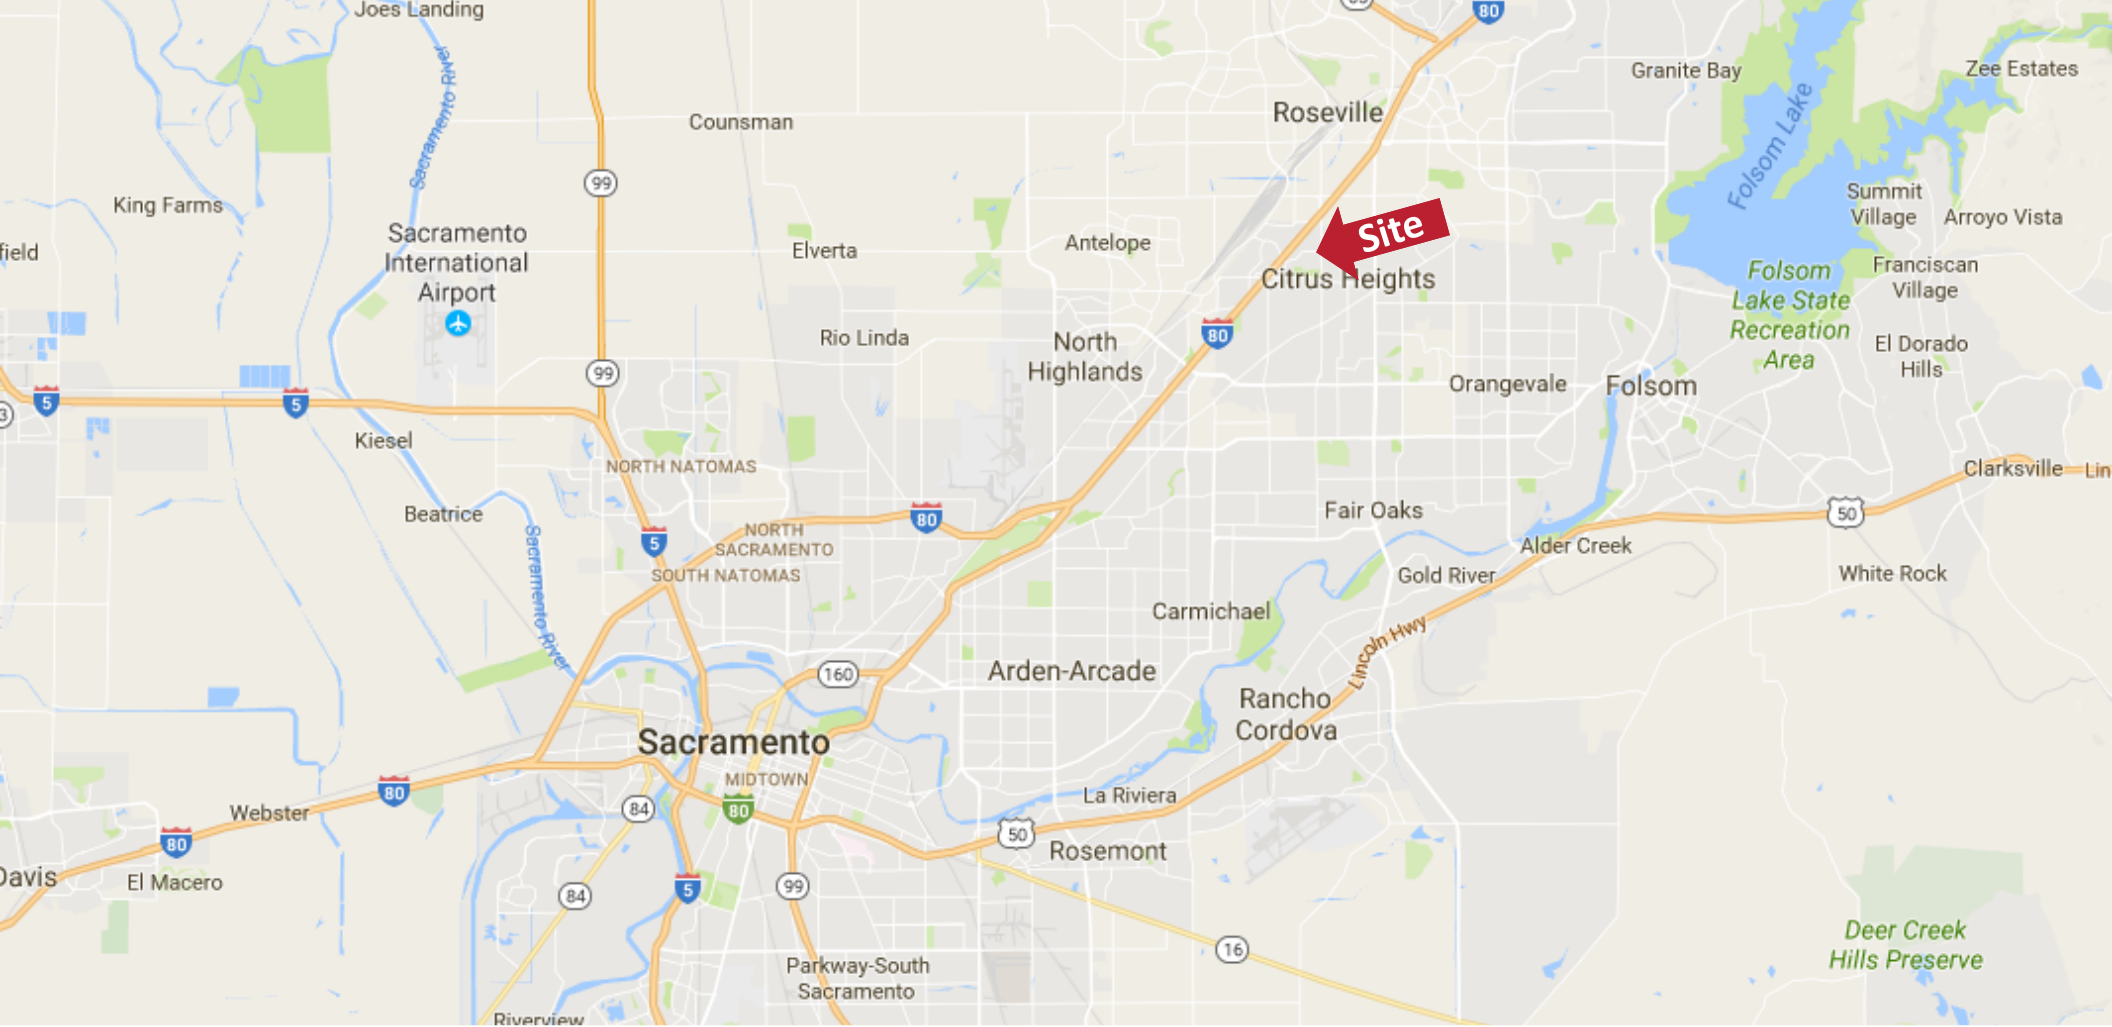 Joes Landing
80
Granite Bay
Zee Estates
Sacramento River
Counsman
Roseville
Folsom Lake
99
King Farms
Summit
Village
Arroyo Vista
Sacramento
International
Airport
Site
field
Elverta
Antelope
Citrus Heights
Folsom
Lake State
Recreation
Area
Franciscan
Village
Rio Linda
North
Highlands
80
El Dorado
Hills
99
Orangevale
Folsom
5
5
3
Kiesel
NORTH NATOMAS
Clarksville
Lin
Beatrice
80
Fair Oaks
50
5
NORTH
SACRAMENTO
Alder Creek
SOUTH NATOMAS
Gold River
White Rock
Sacramento River
Carmichael
Lincoln Hwy
160
Arden-Arcade
Rancho
Cordova
Sacramento
MIDTOWN
80
Webster
84
80
La Riviera
50
80
Rosemont
Davis
El Macero
84
5
99
16
Deer Creek
Hills Preserve
Parkway-South
Sacramento
Riverview